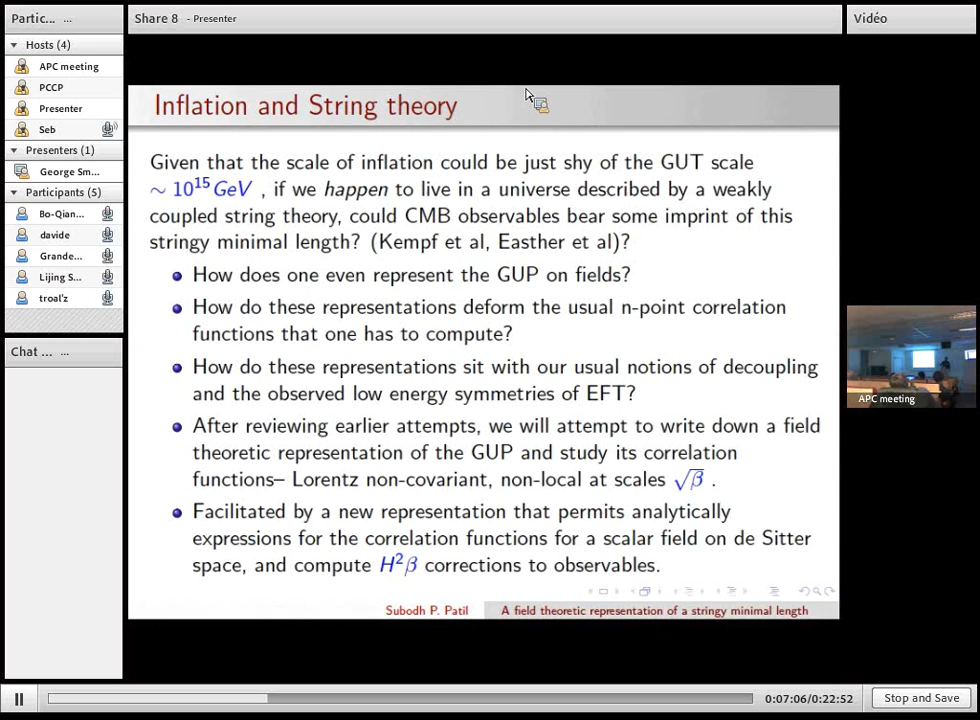 Partic... ...
Hosts (4)
APC meeting
PCCP
Presenter
Seb
Presenters (1)
George Sm...
Participants (5)
Bo-Qian...
davide
Grande...
Lijing S...
troal'z
Chat ... ...
Share 8 - Presenter
Inflation and String theory
Given that the scale of inflation could be just shy of the GUT scale
∼ 10¹⁵ GeV , if we happen to live in a universe described by a weakly
coupled string theory, could CMB observables bear some imprint of this
stringy minimal length? (Kempf et al, Easther et al)?
How does one even represent the GUP on fields?
How do these representations deform the usual n-point correlation
functions that one has to compute?
How do these representations sit with our usual notions of decoupling
and the observed low energy symmetries of EFT?
After reviewing earlier attempts, we will attempt to write down a field
theoretic representation of the GUP and study its correlation
functions– Lorentz non-covariant, non-local at scales √β .
Facilitated by a new representation that permits analytically
expressions for the correlation functions for a scalar field on de Sitter
space, and compute H²β corrections to observables.
Subodh P. Patil A field theoretic representation of a stringy minimal length
Vidéo
APC meeting
0:07:06/0:22:52
Stop and Save